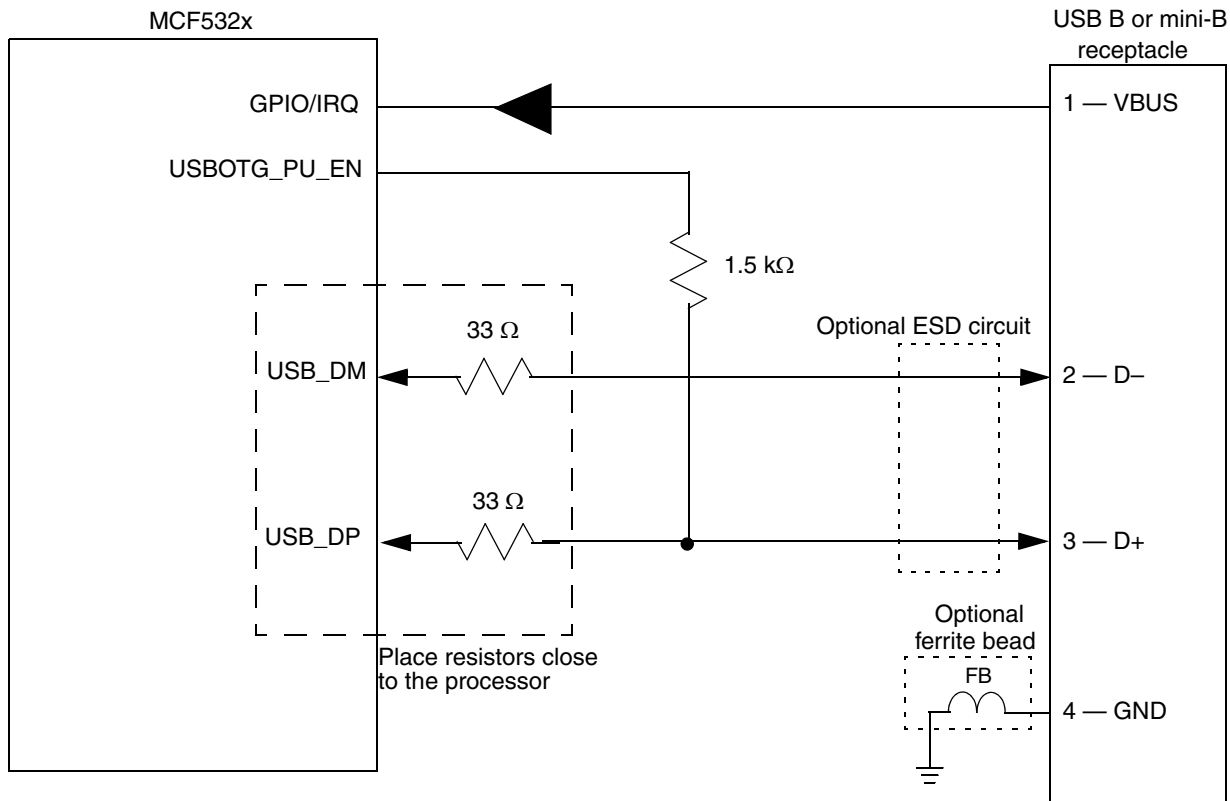 MCF532x
USB B or mini-B
receptacle
GPIO/IRQ
1 — VBUS
USBOTG_PU_EN
1.5 kΩ
Optional ESD circuit
33 Ω
USB_DM
2 — D–
33 Ω
USB_DP
3 — D+
Place resistors close
to the processor
Optional
ferrite bead
FB
4 — GND